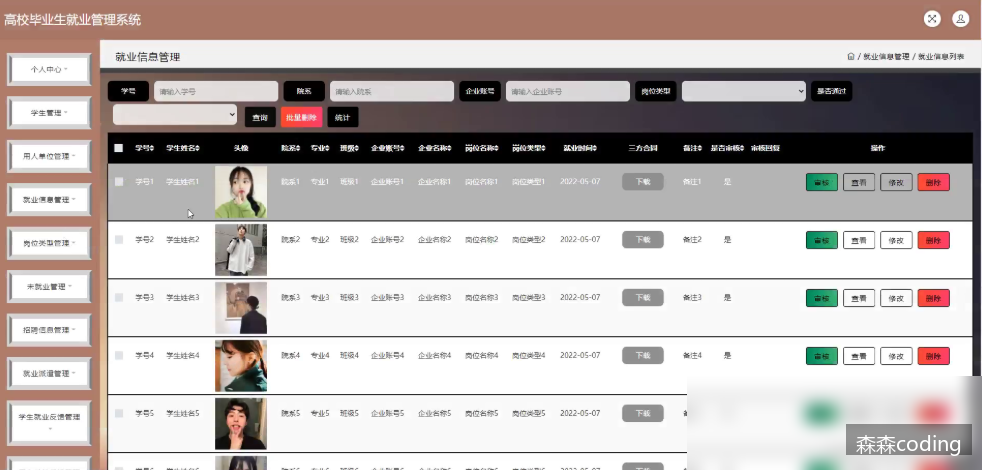 高校毕业生就业管理系统
个人中心
学生管理
用人单位管理
就业信息管理
岗位类型管理
未就业管理
招聘信息管理
就业派遣管理
学生就业反馈管理
就业信息管理
/ 就业信息管理 / 就业信息列表
学号 请输入学号 院系 请输入院系 企业账号 请输入企业账号 岗位类型 是否通过
查询 批量删除 统计
学号 学生姓名 头像 院系 专业 班级 企业账号 企业名称 岗位名称 岗位类型 就业时间 三方合同 备注 是否审核 审核回复 操作
学号1 学生姓名1 院系1 专业1 班级1 企业账号1 企业名称1 岗位名称1 岗位类型1 2022-05-07 下载 备注1 是 审核 查看 修改 删除
学号2 学生姓名2 院系2 专业2 班级2 企业账号2 企业名称2 岗位名称2 岗位类型2 2022-05-07 下载 备注2 是 审核 查看 修改 删除
学号3 学生姓名3 院系3 专业3 班级3 企业账号3 企业名称3 岗位名称3 岗位类型3 2022-05-07 下载 备注3 是 审核 查看 修改 删除
学号4 学生姓名4 院系4 专业4 班级4 企业账号4 企业名称4 岗位名称4 岗位类型4 2022-05-07 下载 备注4 是 审核 查看 修改 删除
学号5 学生姓名5 院系5 专业5 班级5 企业账号5 企业名称5 岗位名称5 岗位类型5 2022-05-07 下载
森森coding